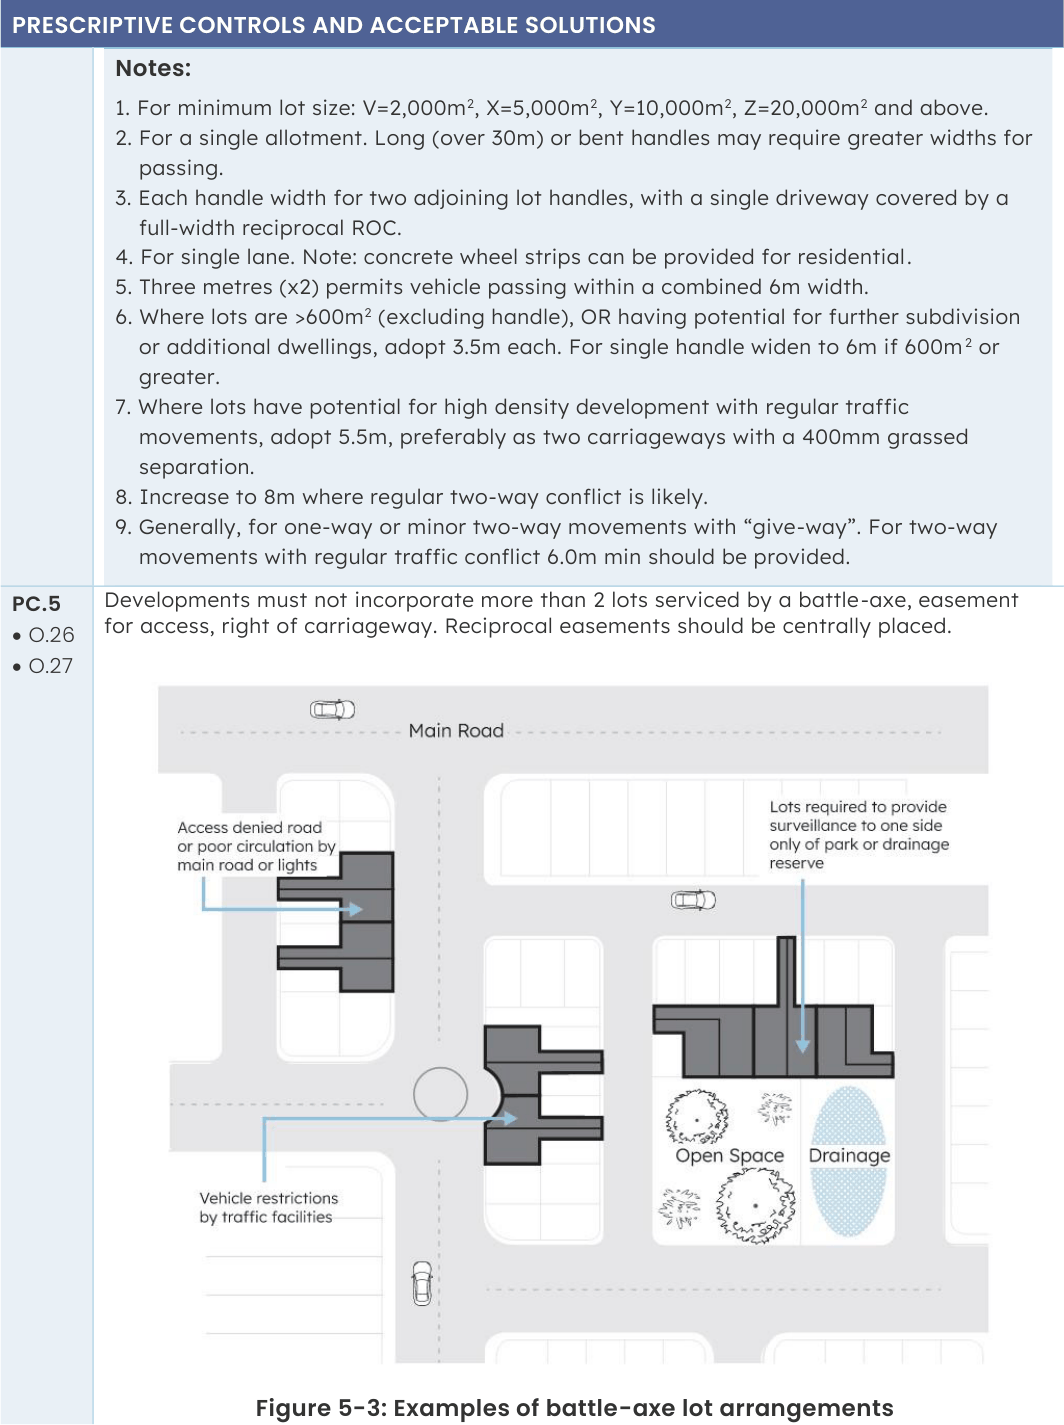 PRESCRIPTIVE CONTROLS AND ACCEPTABLE SOLUTIONS
Notes:
1. For minimum lot size: V=2,000m², X=5,000m², Y=10,000m², Z=20,000m² and above.
2. For a single allotment. Long (over 30m) or bent handles may require greater widths for
passing.
3. Each handle width for two adjoining lot handles, with a single driveway covered by a
full-width reciprocal ROC.
4. For single lane. Note: concrete wheel strips can be provided for residential.
5. Three metres (x2) permits vehicle passing within a combined 6m width.
6. Where lots are >600m² (excluding handle), OR having potential for further subdivision
or additional dwellings, adopt 3.5m each. For single handle widen to 6m if 600m² or
greater.
7. Where lots have potential for high density development with regular traffic
movements, adopt 5.5m, preferably as two carriageways with a 400mm grassed
separation.
8. Increase to 8m where regular two-way conflict is likely.
9. Generally, for one-way or minor two-way movements with “give-way”. For two-way
movements with regular traffic conflict 6.0m min should be provided.
PC.5
• O.26
• O.27
Developments must not incorporate more than 2 lots serviced by a battle-axe, easement
for access, right of carriageway. Reciprocal easements should be centrally placed.
Main Road
Access denied road
or poor circulation by
main road or lights
Lots required to provide
surveillance to one side
only of park or drainage
reserve
Open Space
Drainage
Vehicle restrictions
by traffic facilities
Figure 5-3: Examples of battle-axe lot arrangements